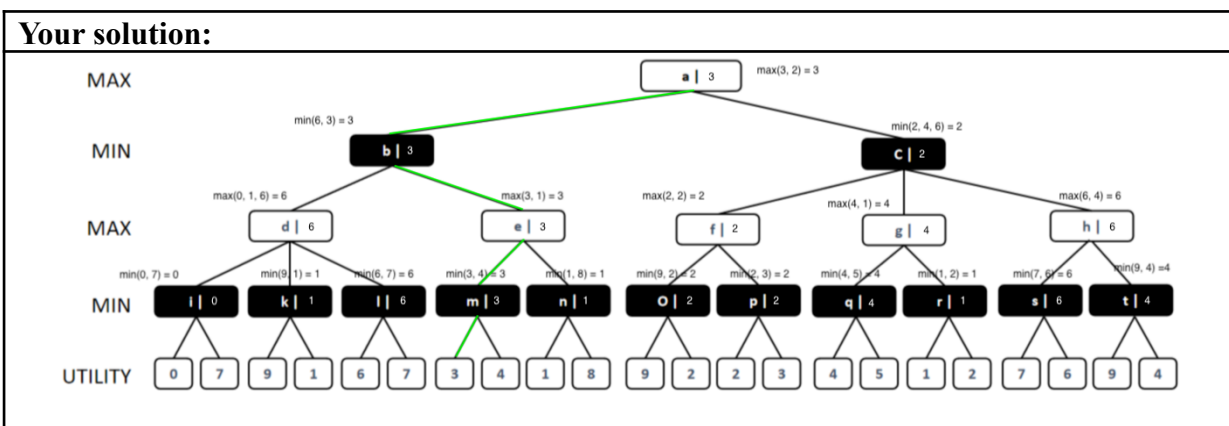 Your solution:
MAX a | 3 max(3, 2) = 3
min(6, 3) = 3 min(2, 4, 6) = 2
MIN b | 3 C | 2
max(0, 1, 6) = 6 max(3, 1) = 3 max(2, 2) = 2 max(4, 1) = 4 max(6, 4) = 6
MAX d | 6 e | 3 f | 2 g | 4 h | 6
min(0, 7) = 0 min(9, 1) = 1 min(6, 7) = 6 min(3, 4) = 3 min(1, 8) = 1 min(9, 2) = 2 min(2, 3) = 2 min(4, 5) = 4 min(1, 2) = 1 min(7, 6) = 6 min(9, 4) =4
MIN i | 0 k | 1 l | 6 m | 3 n | 1 O | 2 p | 2 q | 4 r | 1 s | 6 t | 4
UTILITY 0 7 9 1 6 7 3 4 1 8 9 2 2 3 4 5 1 2 7 6 9 4